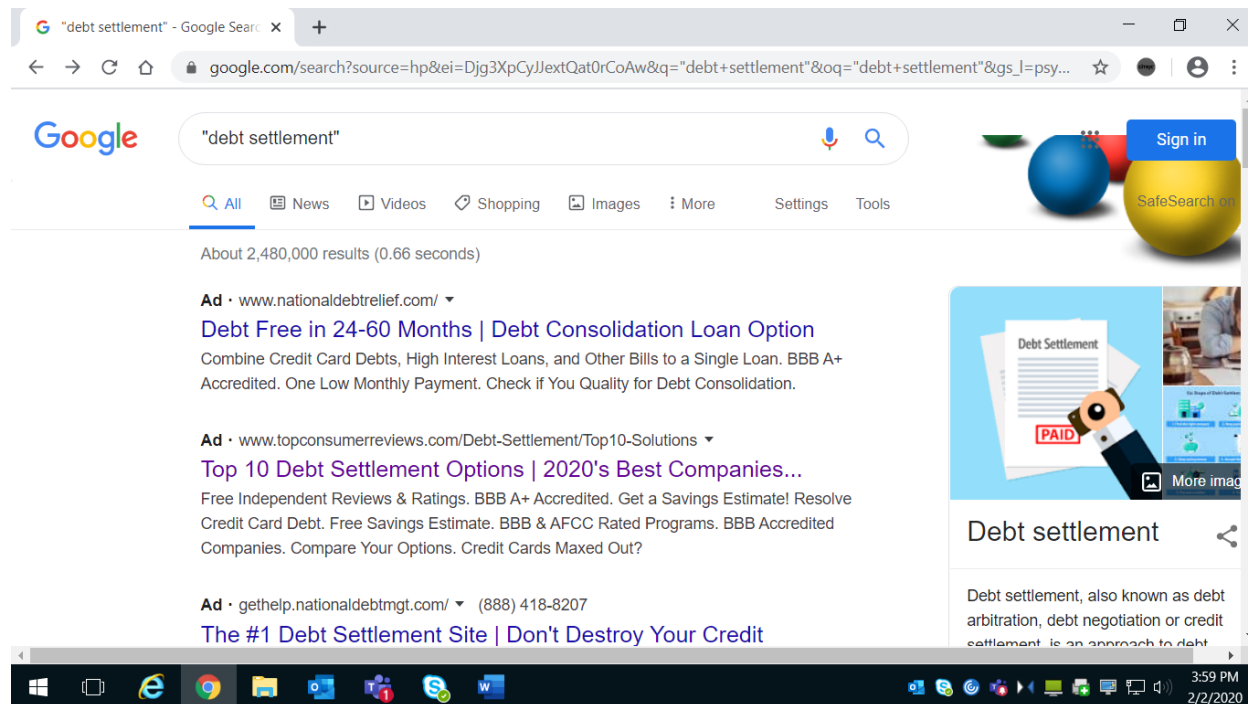 "debt settlement" - Google Searc
google.com/search?source=hp&ei=Djg3XpCyJJextQat0rCoAw&q="debt+settlement"&oq="debt+settlement"&gs_l=psy...
Google
"debt settlement"
Sign in
All News Videos Shopping Images More Settings Tools
SafeSearch on
About 2,480,000 results (0.66 seconds)
Ad · www.nationaldebtrelief.com/
Debt Free in 24-60 Months | Debt Consolidation Loan Option
Combine Credit Card Debts, High Interest Loans, and Other Bills to a Single Loan. BBB A+
Accredited. One Low Monthly Payment. Check if You Quality for Debt Consolidation.
Ad · www.topconsumerreviews.com/Debt-Settlement/Top10-Solutions
Top 10 Debt Settlement Options | 2020's Best Companies...
Free Independent Reviews & Ratings. BBB A+ Accredited. Get a Savings Estimate! Resolve
Credit Card Debt. Free Savings Estimate. BBB & AFCC Rated Programs. BBB Accredited
Companies. Compare Your Options. Credit Cards Maxed Out?
Ad · gethelp.nationaldebtmgt.com/ (888) 418-8207
The #1 Debt Settlement Site | Don't Destroy Your Credit
Debt Settlement
PAID
More imag
Debt settlement
Debt settlement, also known as debt
arbitration, debt negotiation or credit
settlement, is an approach to debt
3:59 PM
2/2/2020